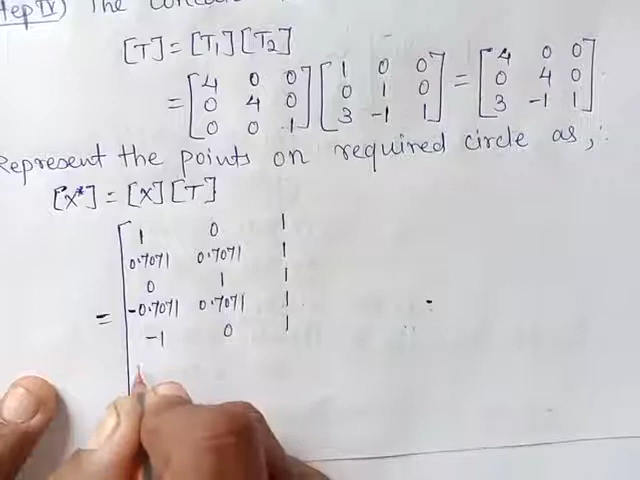 Step IV) The
[T] = [T₁][T₂]
= [4 0 0] [1 0 0] = [4 0 0]
[0 4 0] [0 1 0] [0 4 0]
[0 0 1] [3 -1 1] [3 -1 1]
Represent the points on required circle as,
[X*] = [X][T]
1 0 1
0.7071 0.7071 1
0 1 1
= -0.7071 0.7071 1
-1 0 1